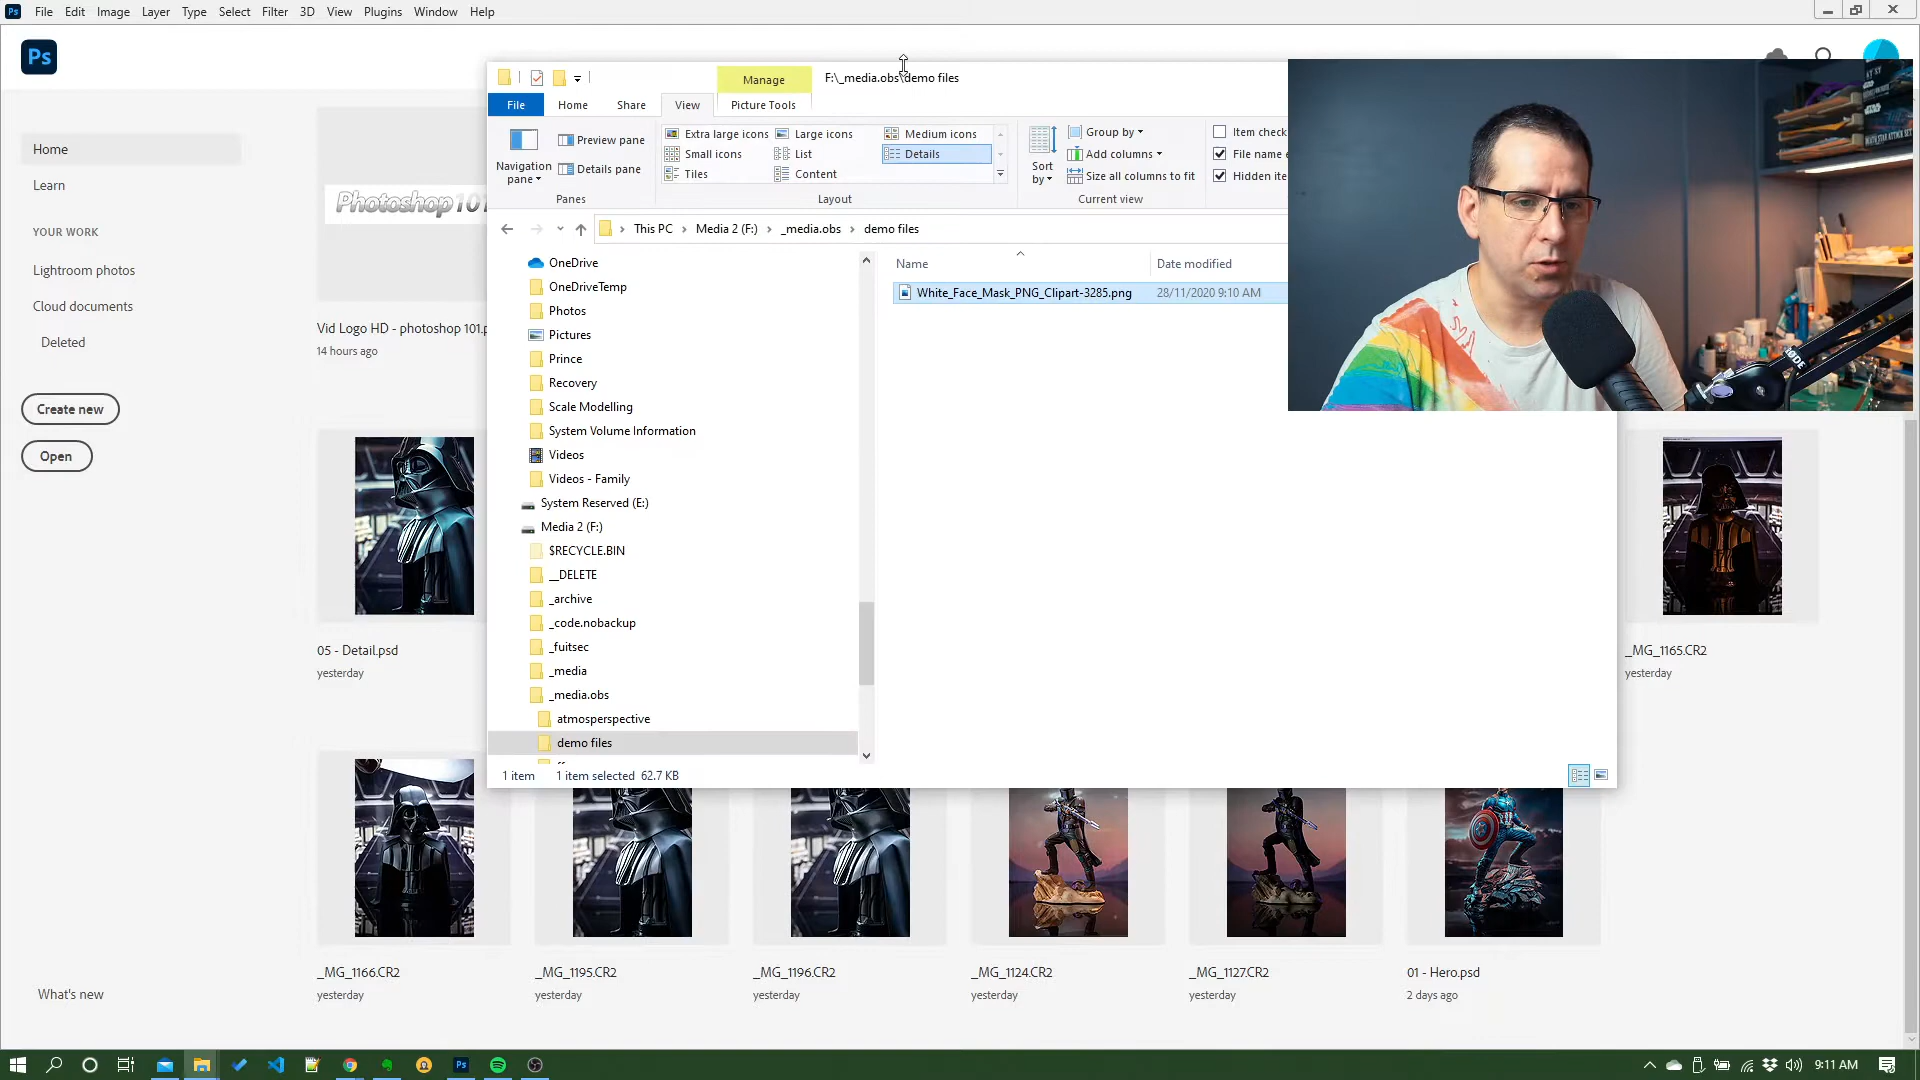 Ps File Edit Image Layer Type Select Filter 3D View Plugins Window Help
Ps
Manage F:\_media.obs\demo files
File Home Share View Picture Tools
Navigation pane
Preview pane
Details pane
Panes
Extra large icons Large icons Medium icons
Small icons List Details
Tiles Content
Layout
Sort by
Group by
Add columns
Size all columns to fit
Current view
Item check
File name e
Hidden ite
This PC Media 2 (F:) _media.obs demo files
Name Date modified
White_Face_Mask_PNG_Clipart-3285.png 28/11/2020 9:10 AM
OneDrive
OneDriveTemp
Photos
Pictures
Prince
Recovery
Scale Modelling
System Volume Information
Videos
Videos - Family
System Reserved (E:)
Media 2 (F:)
$RECYCLE.BIN
__DELETE
_archive
_code.nobackup
_fuitsec
_media
_media.obs
atmosperspective
demo files
1 item 1 item selected 62.7 KB
Home
Learn
YOUR WORK
Lightroom photos
Cloud documents
Deleted
Create new
Open
What's new
Photoshop 101
Vid Logo HD - photoshop 101.p
14 hours ago
05 - Detail.psd
yesterday
_MG_1165.CR2
yesterday
_MG_1166.CR2
yesterday
_MG_1195.CR2
yesterday
_MG_1196.CR2
yesterday
_MG_1124.CR2
yesterday
_MG_1127.CR2
yesterday
01 - Hero.psd
2 days ago
RØDE
Ps
9:11 AM